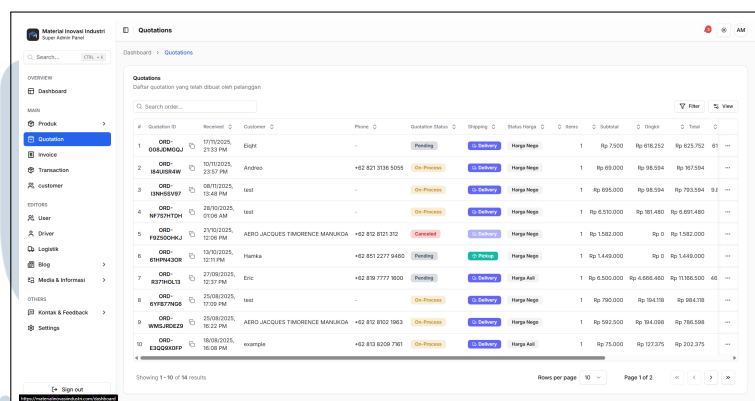 Material Inovasi Industri
Super Admin Panel
Search... CTRL + K
OVERVIEW
Dashboard
MAIN
Produk
Quotation
Invoice
Transaction
customer
EDITORS
User
Driver
Logistik
Blog
Media & Informasi
OTHERS
Kontak & Feedback
Settings
Sign out
https://materialinovasiindustri.com/dashboard
Quotations
AM
Dashboard > Quotations
Quotations
Daftar quotation yang telah dibuat oleh pelanggan
Search order...
Filter View
# Quotation ID Received Customer Phone Quotation Status Shipping Status Harga Items Subtotal Ongkir Total
1 ORD-G08JDMGQJ 17/11/2025, 21:33 PM Eight - Pending Delivery Harga Nego 1 Rp 7.500 Rp 618.252 Rp 625.752 61
2 ORD-I84UISR4W 10/11/2025, 23:57 PM Andreo +62 821 3136 5055 On-Process Delivery Harga Nego 1 Rp 69.000 Rp 98.594 Rp 167.594
3 ORD-I3NH5SV97 08/11/2025, 13:46 PM test - On-Process Delivery Harga Nego 1 Rp 695.000 Rp 98.594 Rp 793.594
4 ORD-NF7S7HTDH 28/10/2025, 01:06 AM test - On-Process Delivery Harga Nego 1 Rp 6.510.000 Rp 181.480 Rp 6.691.480
5 ORD-F9Z50OHKJ 21/10/2025, 12:06 PM AERO JACQUES TIMORENCE MANUKOA +62 812 8121 312 Canceled Delivery Harga Nego 1 Rp 1.582.000 Rp 0 Rp 1.582.000
6 ORD-61HPN43OR 13/10/2025, 12:11 PM Hamka +62 851 2277 9460 Pending Pickup Harga Nego 1 Rp 1.449.000 Rp 0 Rp 1.449.000
7 ORD-R371HOL13 27/09/2025, 12:37 PM Eric +62 819 7777 1600 Pending Delivery Harga Asli 1 Rp 6.500.000 Rp 4.666.460 Rp 11.166.500 46
8 ORD-6YFB77NG6 25/08/2025, 17:09 PM test - On-Process Delivery Harga Nego 1 Rp 790.000 Rp 194.118 Rp 984.118
9 ORD-WMSJRDEZ9 25/08/2025, 16:22 PM AERO JACQUES TIMORENCE MANUKOA +62 812 8102 1963 On-Process Delivery Harga Nego 1 Rp 592.500 Rp 194.098 Rp 786.598
10 ORD-E3QQ9X0FP 18/08/2025, 16:08 PM example +62 813 8209 7161 On-Process Delivery Harga Asli 1 Rp 75.000 Rp 127.375 Rp 202.375
Showing 1 - 10 of 14 results
Rows per page 10 Page 1 of 2